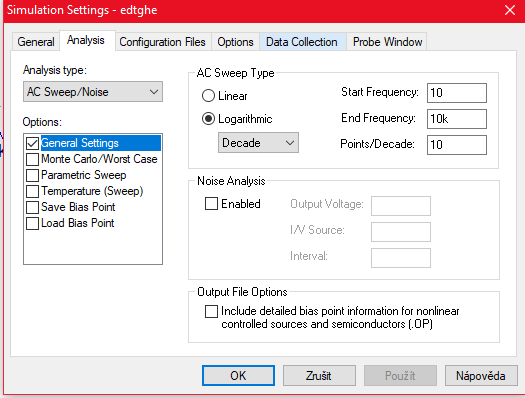 Simulation Settings - edtghe
General Analysis Configuration Files Options Data Collection Probe Window
Analysis type:
AC Sweep/Noise
Options:
General Settings
Monte Carlo/Worst Case
Parametric Sweep
Temperature (Sweep)
Save Bias Point
Load Bias Point
AC Sweep Type
Linear
Logarithmic
Decade
Start Frequency: 10
End Frequency: 10k
Points/Decade: 10
Noise Analysis
Enabled
Output Voltage:
I/V Source:
Interval:
Output File Options
Include detailed bias point information for nonlinear
controlled sources and semiconductors (.OP)
OK Zrušit Použít Nápověda